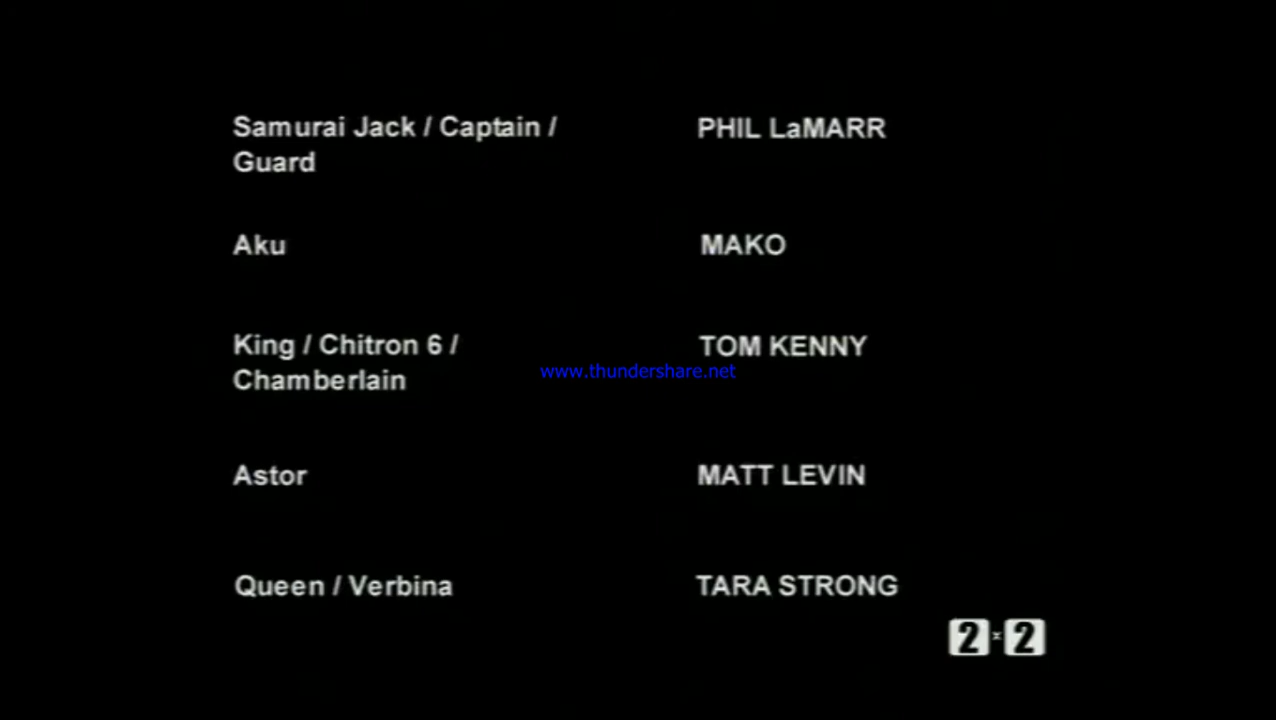 Samurai Jack / Captain / PHIL LaMARR
Guard
Aku MAKO
King / Chitron 6 / TOM KENNY
www.thundershare.net
Chamberlain
Astor MATT LEVIN
Queen / Verbina TARA STRONG
2x2